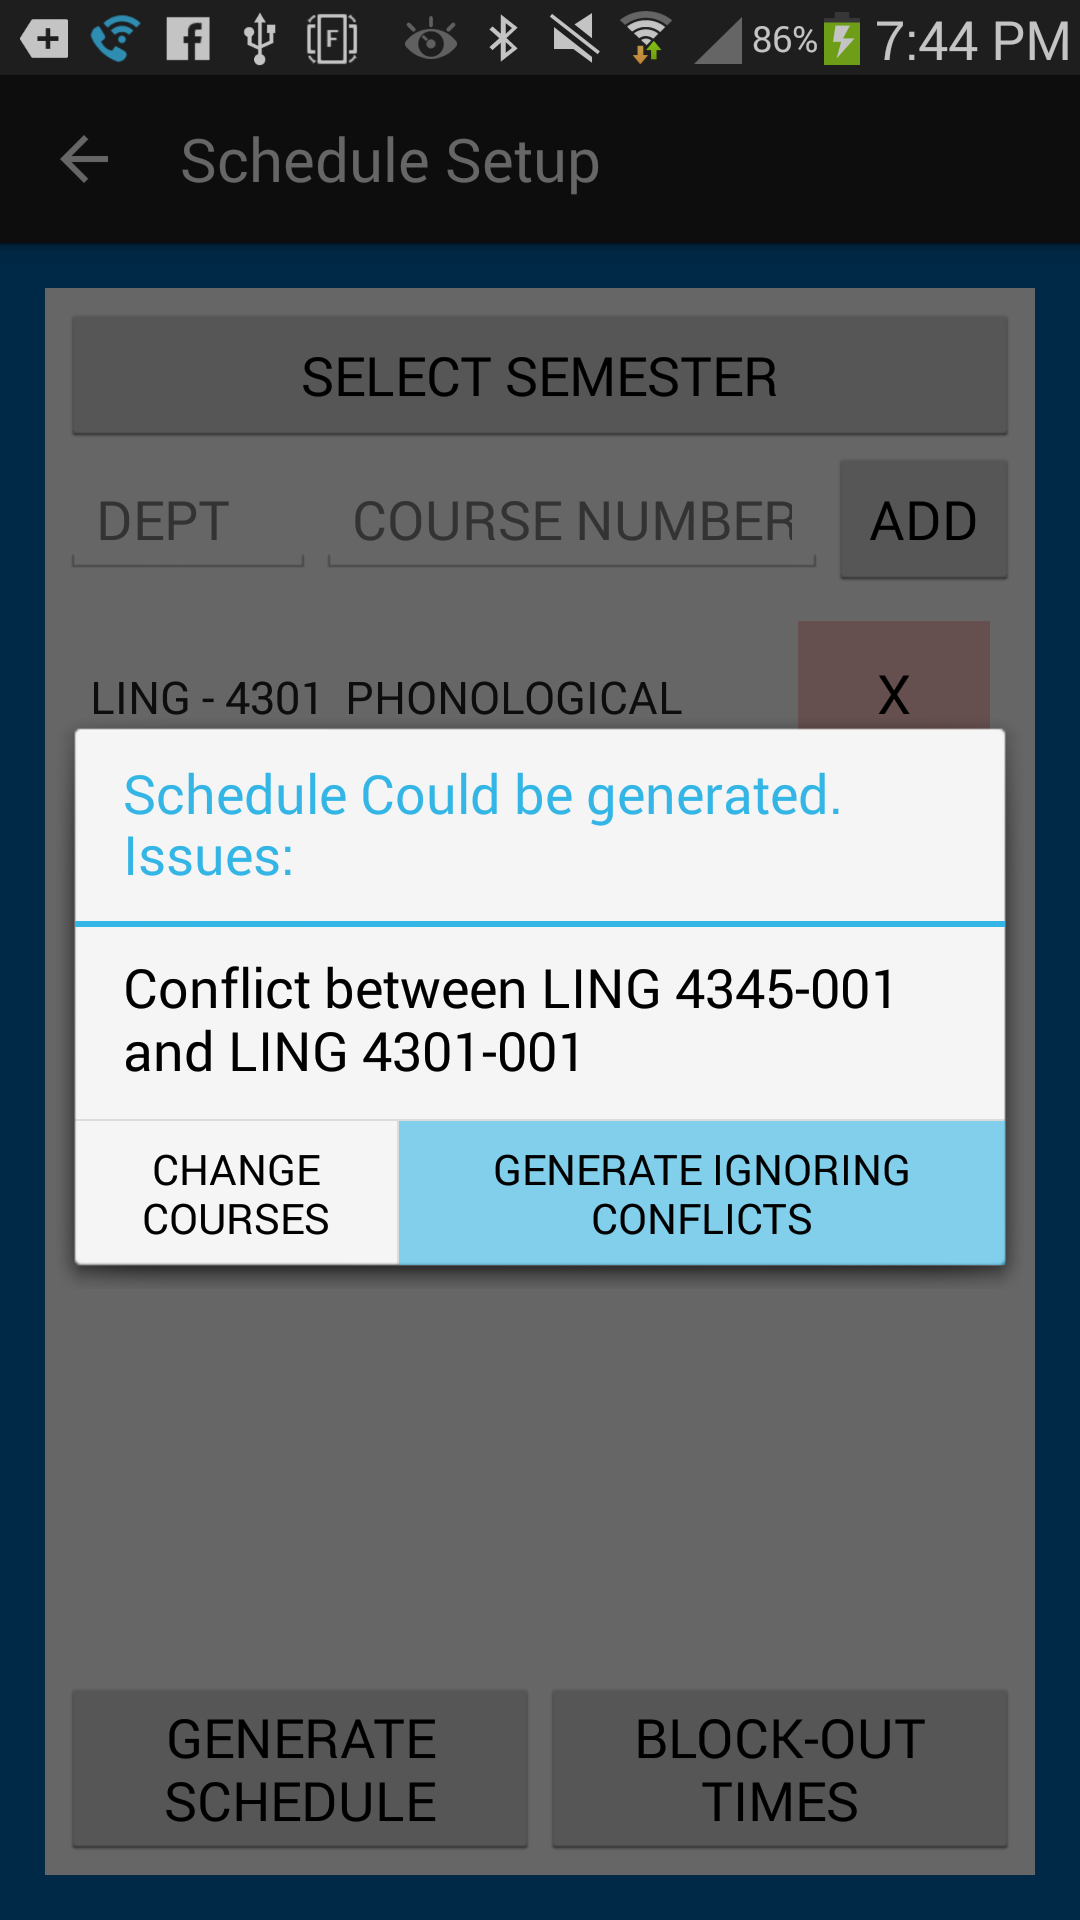 86% 7:44 PM
Schedule Setup
SELECT SEMESTER
DEPT COURSE NUMBER ADD
LING - 4301 PHONOLOGICAL X
Schedule Could be generated.
Issues:
Conflict between LING 4345-001
and LING 4301-001
CHANGE
COURSES
GENERATE IGNORING
CONFLICTS
GENERATE
SCHEDULE
BLOCK-OUT
TIMES